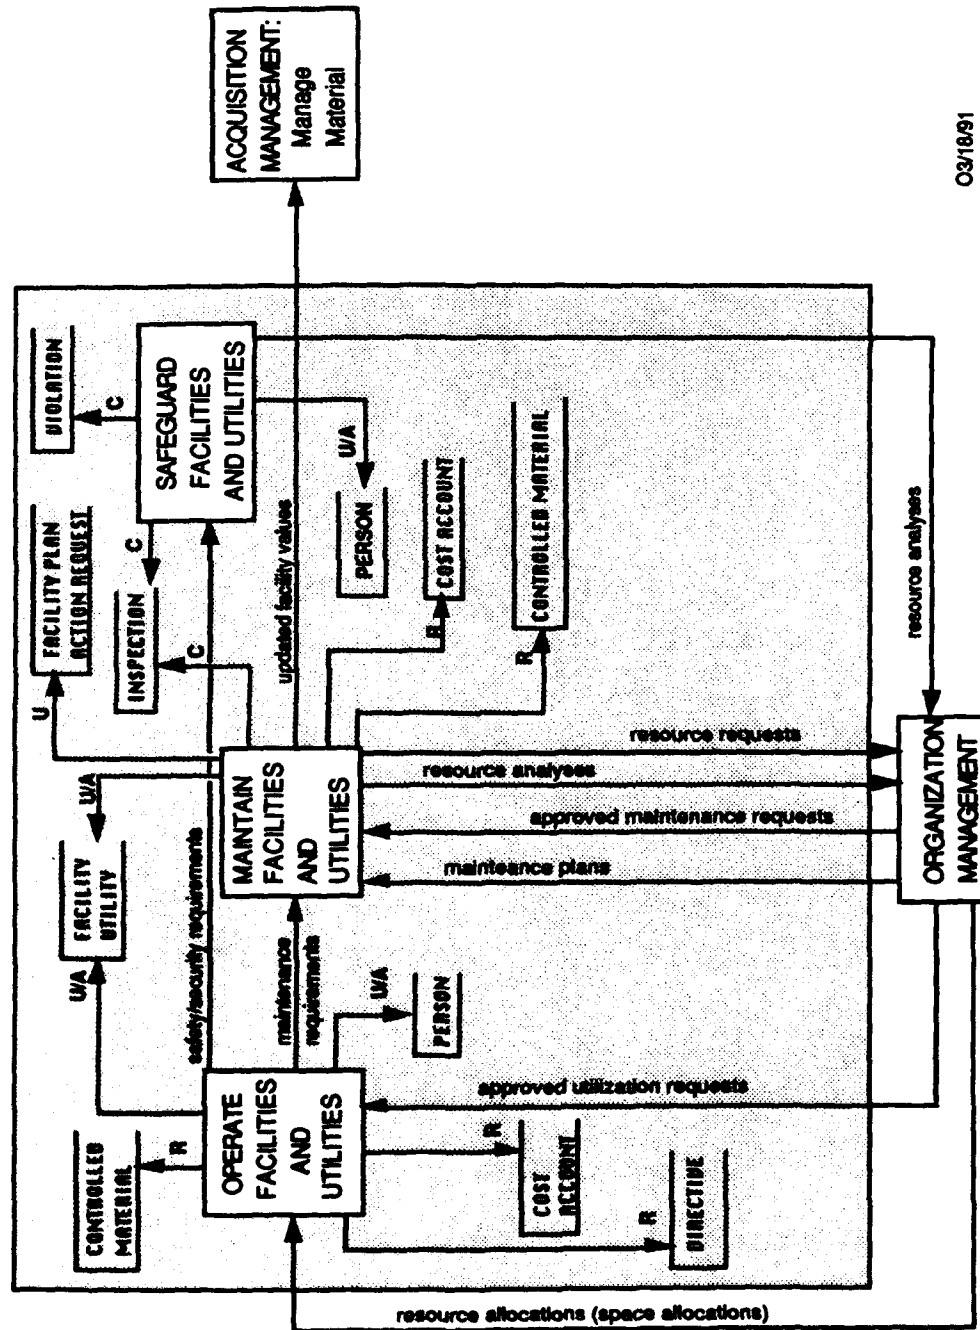 ACQUISITION
MANAGEMENT:
Manage
Material
03/18/91
VIOLATION
C
SAFEGUARD
FACILITIES
AND UTILITIES
FACILITY PLAN
ACTION REQUEST
C
U
INSPECTION
C
U/A
PERSON
COST ACCOUNT
R
CONTROLLED MATERIAL
R
updated facility values
resource analyses
U/A
FACILITY
UTILITY
U/A
safety/security requirements
MAINTAIN
FACILITIES
AND
UTILITIES
resource requests
resource analyses
approved maintenance requests
mainteance plans
ORGANIZATION
MANAGEMENT
maintenance
requirements
U/A
PERSON
CONTROLLED
MATERIAL
R
OPERATE
FACILITIES
AND
UTILITIES
approved utilization requests
R
COST
ACCOUNT
R
DIRECTIVE
resource allocations (space allocations)